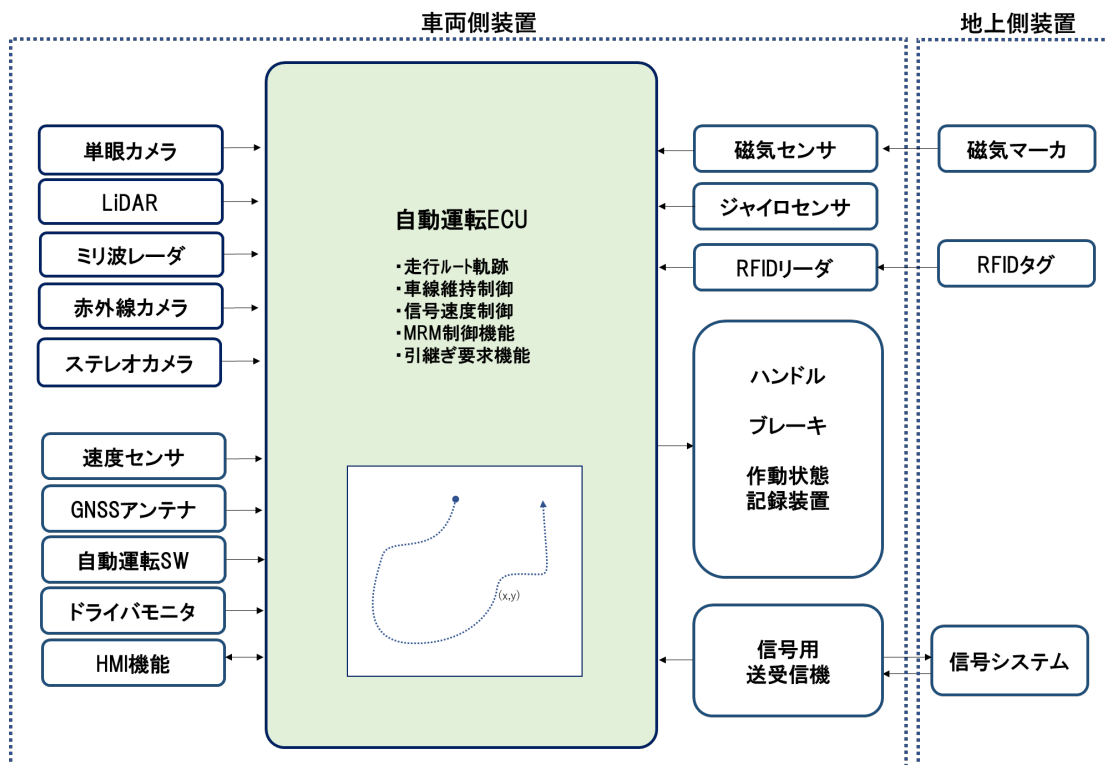 車両側装置
地上側装置
単眼カメラ
LiDAR
ミリ波レーダ
赤外線カメラ
ステレオカメラ
速度センサ
GNSSアンテナ
自動運転SW
ドライバモニタ
HMI機能
自動運転ECU
・走行ルート軌跡
・車線維持制御
・信号速度制御
・MRM制御機能
・引継ぎ要求機能
(x,y)
磁気センサ
ジャイロセンサ
RFIDリーダ
ハンドル
ブレーキ
作動状態
記録装置
信号用
送受信機
磁気マーカ
RFIDタグ
信号システム